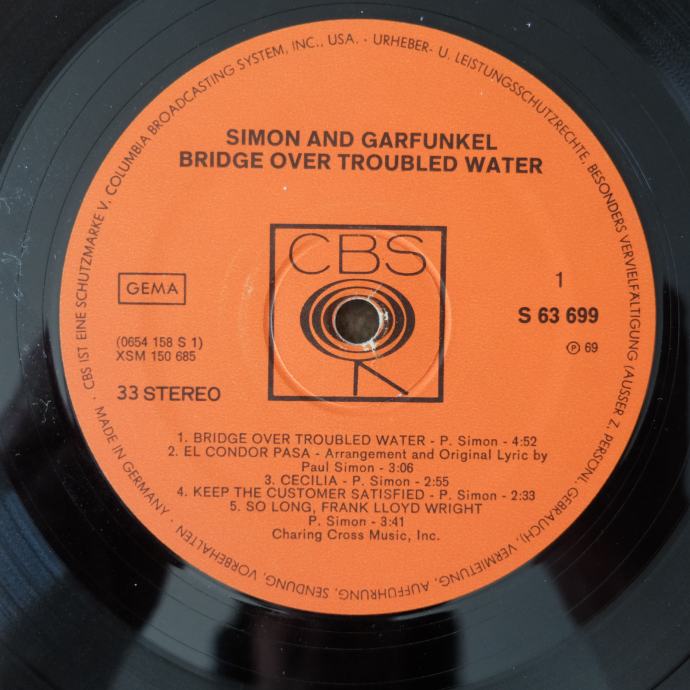 SIMON AND GARFUNKEL
BRIDGE OVER TROUBLED WATER
CBS
GEMA
1
S 63 699
(0654 158 S 1)
XSM 150 685
Ⓟ 69
33 STEREO
1. BRIDGE OVER TROUBLED WATER - P. Simon - 4:52
2. EL CONDOR PASA - Arrangement and Original Lyric by
Paul Simon - 3:06
3. CECILIA - P. Simon - 2:55
4. KEEP THE CUSTOMER SATISFIED - P. Simon - 2:33
5. SO LONG, FRANK LLOYD WRIGHT
P. Simon - 3:41
Charing Cross Music, Inc.
· CBS IST EINE SCHUTZMARKE V. COLUMBIA BROADCASTING SYSTEM, INC., USA. · URHEBER- U. LEISTUNGSSCHUTZRECHTE, BESONDERS VERVIELFÄLTIGUNG (AUSSER Z. PERSÖNL. GEBRAUCH), VERMIETUNG, AUFFÜHRUNG, SENDUNG, VORBEHALTEN · MADE IN GERMANY